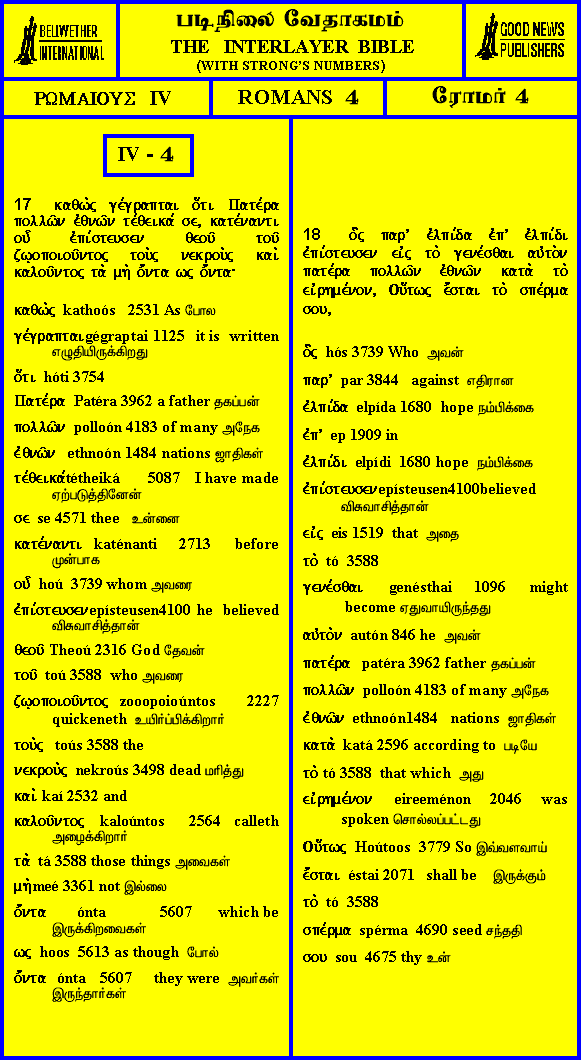 BELIWETHER
INTERNATIONAL
படிநிலை வேதாகமம்
THE INTERLAYER BIBLE
(WITH STRONG'S NUMBERS)
GOOD NEWS
PUBLISHERS
ΡΩΜΑΙΟΥΣ IV
ROMANS 4
ரோமர் 4
IV - 4
17 καθὼς γέγραπται ὅτι Πατέρα
πολλῶν ἐθνῶν τέθεικά σε, κατέναντι
οὗ ἐπίστευσεν θεοῦ τοῦ
ζῳοποιοῦντος τοὺς νεκροὺς καὶ
καλοῦντος τὰ μὴ ὄντα ως ὄντα·
καθὼς kathoós 2531 As போல
γέγραπται gégraptai 1125 it is written
எழுதியிருக்கிறது
ὅτι hóti 3754
Πατέρα Patéra 3962 a father தகப்பன்
πολλῶν polloón 4183 of many அநேக
ἐθνῶν ethnoón 1484 nations ஜாதிகள்
τέθεικά tétheiká 5087 I have made
ஏற்படுத்தினேன்
σε se 4571 thee உன்னை
κατέναντι katénanti 2713 before
முன்பாக
οὗ hoú 3739 whom அவரை
ἐπίστευσεν epísteusen4100 he believed
விசுவாசித்தான்
θεοῦ Theoú 2316 God தேவன்
τοῦ toú 3588 who அவரை
ζῳοποιοῦντος zooopoioúntos 2227
quickeneth உயிர்ப்பிக்கிறார்
τοὺς toús 3588 the
νεκροὺς nekroús 3498 dead மரித்து
καὶ kaí 2532 and
καλοῦντος kaloúntos 2564 calleth
அழைக்கிறார்
τὰ tá 3588 those things அவைகள்
μὴ meé 3361 not இல்லை
ὄντα ónta 5607 which be
இருக்கிறவைகள்
ως hoos 5613 as though போல்
ὄντα ónta 5607 they were அவர்கள்
இருந்தார்கள்
18 ὃς παρ' ἐλπίδα ἐπ' ἐλπίδι
ἐπίστευσεν εἰς τὸ γενέσθαι αὐτὸν
πατέρα πολλῶν ἐθνῶν κατὰ τὸ
εἰρημένον, Οὕτως ἔσται τὸ σπέρμα
σου,
ὃς hós 3739 Who அவன்
παρ' par 3844 against எதிரான
ἐλπίδα elpída 1680 hope நம்பிக்கை
ἐπ' ep 1909 in
ἐλπίδι elpídi 1680 hope நம்பிக்கை
ἐπίστευσεν epísteusen4100believed
விசுவாசித்தான்
εἰς eis 1519 that அதை
τὸ tó 3588
γενέσθαι genésthai 1096 might
become ஏதுவாயிருந்தது
αὐτὸν autón 846 he அவன்
πατέρα patéra 3962 father தகப்பன்
πολλῶν polloón 4183 of many அநேக
ἐθνῶν ethnoón1484 nations ஜாதிகள்
κατὰ katá 2596 according to படியே
τὸ tó 3588 that which அது
εἰρημένον eireeménon 2046 was
spoken சொல்லப்பட்டது
Οὕτως Hoútoos 3779 So இவ்வளவாய்
ἔσται éstai 2071 shall be இருக்கும்
τὸ tó 3588
σπέρμα spérma 4690 seed சந்ததி
σου sou 4675 thy உன்